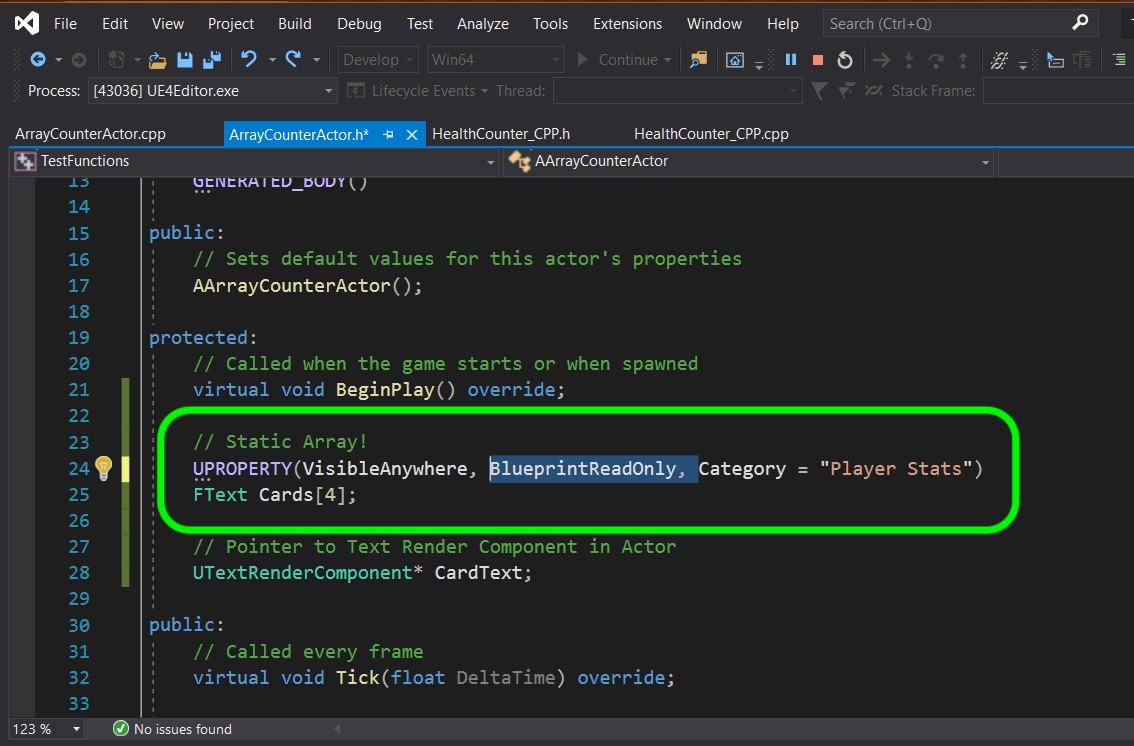 File Edit View Project Build Debug Test Analyze Tools Extensions Window Help Search (Ctrl+Q)
Develop Win64 Continue
Process: [43036] UE4Editor.exe Lifecycle Events Thread: Stack Frame:
ArrayCounterActor.cpp ArrayCounterActor.h* HealthCounter_CPP.h HealthCounter_CPP.cpp
TestFunctions AArrayCounterActor
13 GENERATED_BODY()
14
15 public:
16 // Sets default values for this actor's properties
17 AArrayCounterActor();
18
19 protected:
20 // Called when the game starts or when spawned
21 virtual void BeginPlay() override;
22
23 // Static Array!
24 UPROPERTY(VisibleAnywhere, BlueprintReadOnly, Category = "Player Stats")
25 FText Cards[4];
26
27 // Pointer to Text Render Component in Actor
28 UTextRenderComponent* CardText;
29
30 public:
31 // Called every frame
32 virtual void Tick(float DeltaTime) override;
33
123 % No issues found